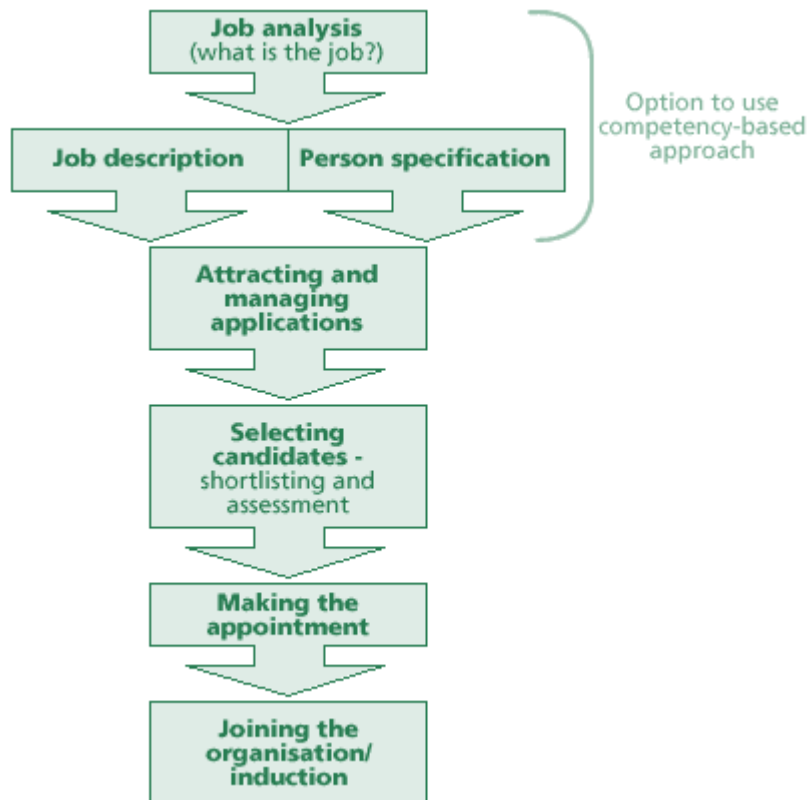 Job analysis
(what is the job?)
Option to use
competency-based
approach
Job description
Person specification
Attracting and
managing
applications
Selecting
candidates -
shortlisting and
assessment
Making the
appointment
Joining the
organisation/
induction